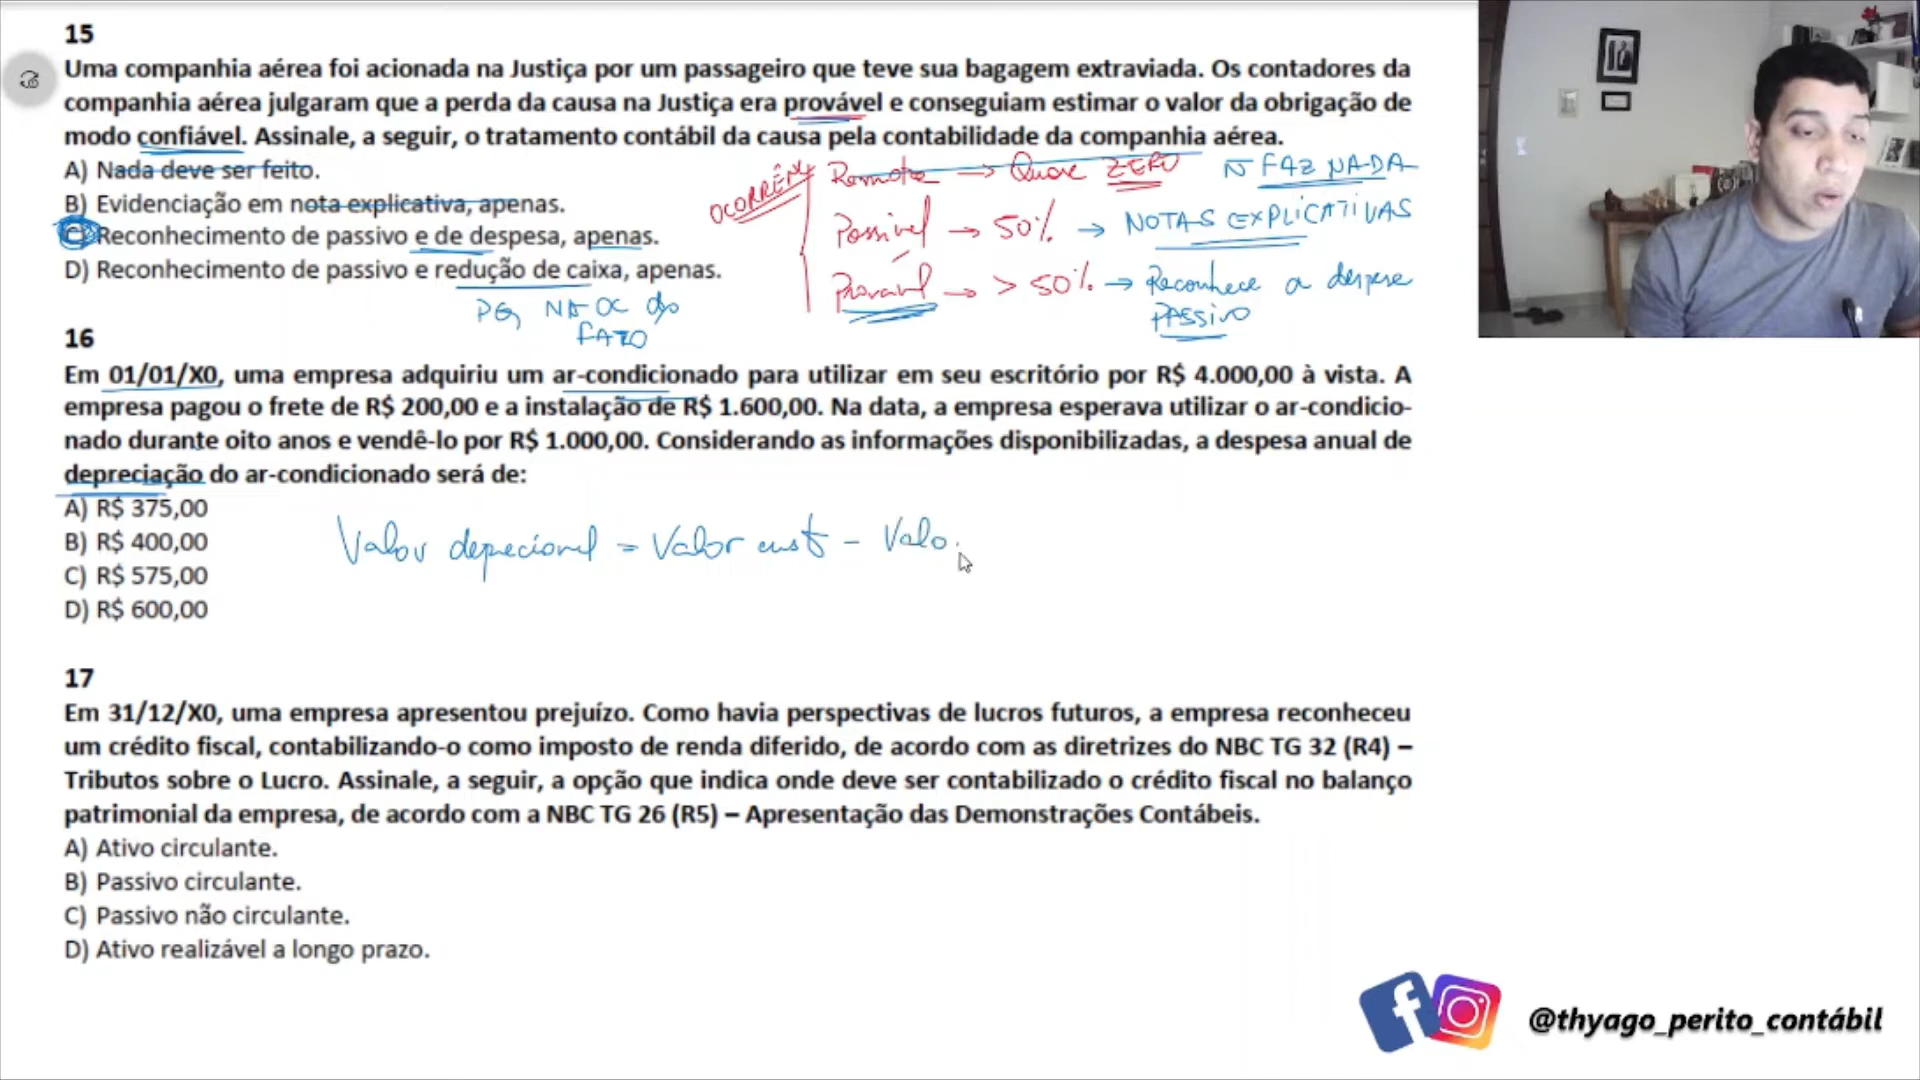 15
Uma companhia aérea foi acionada na Justiça por um passageiro que teve sua bagagem extraviada. Os contadores da
companhia aérea julgaram que a perda da causa na Justiça era provável e conseguiam estimar o valor da obrigação de
modo confiável. Assinale, a seguir, o tratamento contábil da causa pela contabilidade da companhia aérea.
A) Nada deve ser feito.
B) Evidenciação em nota explicativa, apenas.
C) Reconhecimento de passivo e de despesa, apenas.
D) Reconhecimento de passivo e redução de caixa, apenas.
Remota → Quase ZERO
FAZ NADA
Possível → 50% → NOTAS EXPLICATIVAS
Provável → > 50% → Reconhece a despesa
PASSIVO
FATO
16
Em 01/01/X0, uma empresa adquiriu um ar-condicionado para utilizar em seu escritório por R$ 4.000,00 à vista. A
empresa pagou o frete de R$ 200,00 e a instalação de R$ 1.600,00. Na data, a empresa esperava utilizar o ar-condicio-
nado durante oito anos e vendê-lo por R$ 1.000,00. Considerando as informações disponibilizadas, a despesa anual de
depreciação do ar-condicionado será de:
A) R$ 375,00
B) R$ 400,00
C) R$ 575,00
D) R$ 600,00
Valor = Valor – Valo
17
Em 31/12/X0, uma empresa apresentou prejuízo. Como havia perspectivas de lucros futuros, a empresa reconheceu
um crédito fiscal, contabilizando-o como imposto de renda diferido, de acordo com as diretrizes do NBC TG 32 (R4) –
Tributos sobre o Lucro. Assinale, a seguir, a opção que indica onde deve ser contabilizado o crédito fiscal no balanço
patrimonial da empresa, de acordo com a NBC TG 26 (R5) – Apresentação das Demonstrações Contábeis.
A) Ativo circulante.
B) Passivo circulante.
C) Passivo não circulante.
D) Ativo realizável a longo prazo.
@thyago_perito_contábil